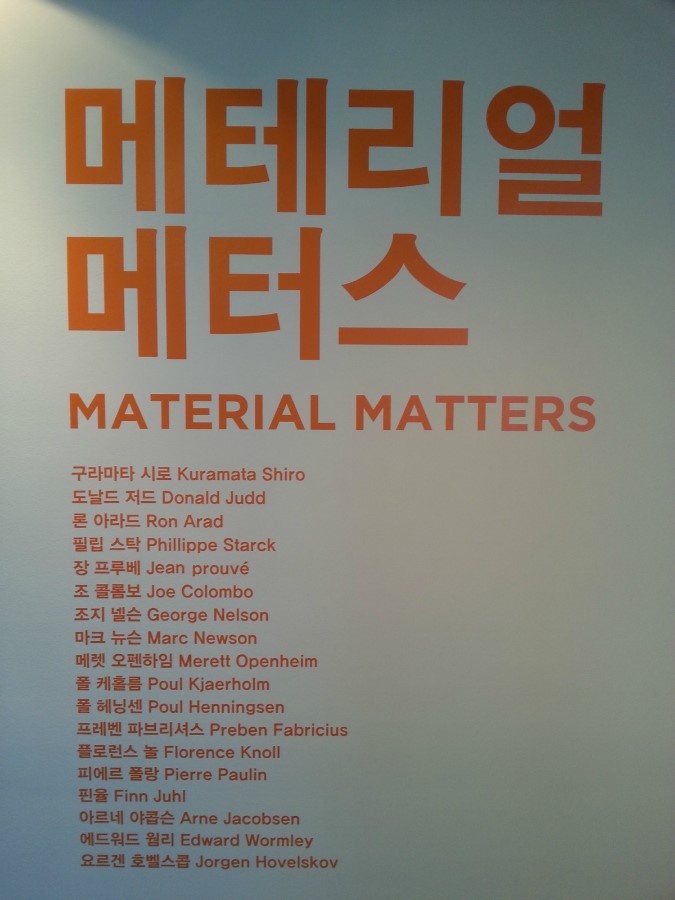 메테리얼
메터스
MATERIAL MATTERS
구라마타 시로 Kuramata Shiro
도날드 저드 Donald Judd
론 아라드 Ron Arad
필립 스탁 Phillippe Starck
장 프루베 Jean prouvé
조 콜롬보 Joe Colombo
조지 넬슨 George Nelson
마크 뉴슨 Marc Newson
메렛 오펜하임 Merett Openheim
폴 케홀름 Poul Kjaerholm
폴 헤닝센 Poul Henningsen
프레벤 파브리셔스 Preben Fabricius
플로런스 놀 Florence Knoll
피에르 폴랑 Pierre Paulin
핀율 Finn Juhl
아르네 야콥슨 Arne Jacobsen
에드워드 웜리 Edward Wormley
요르겐 호벨스콥 Jorgen Hovelskov